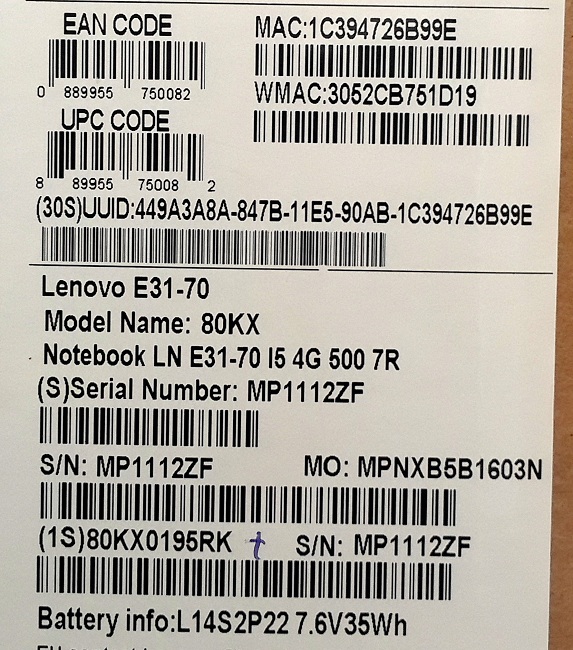 EAN CODE
0 889955 750082
UPC CODE
8 89955 75008 2
MAC:1C394726B99E
WMAC:3052CB751D19
(30S)UUID:449A3A8A-847B-11E5-90AB-1C394726B99E
Lenovo E31-70
Model Name: 80KX
Notebook LN E31-70 I5 4G 500 7R
(S)Serial Number: MP1112ZF
S/N: MP1112ZF MO: MPNXB5B1603N
(1S)80KX0195RK S/N: MP1112ZF
Battery info:L14S2P22 7.6V35Wh